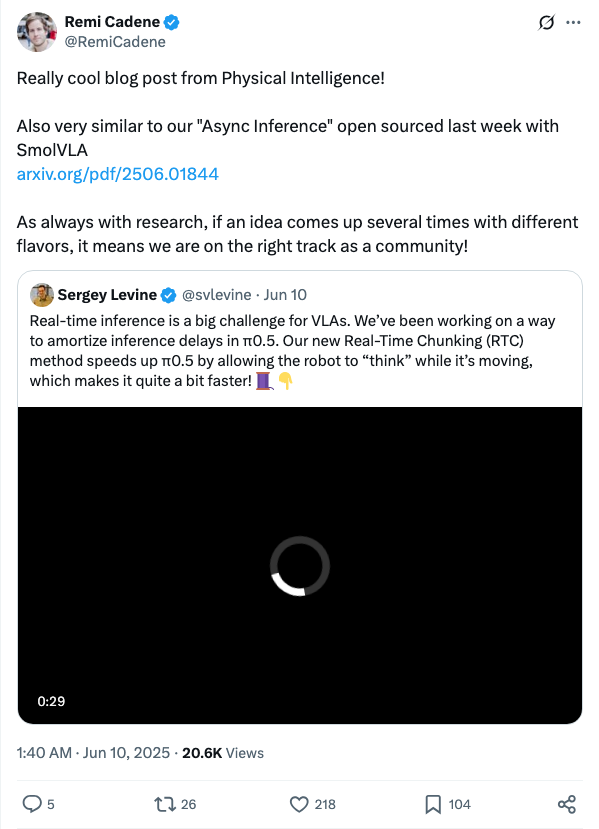 Remi Cadene
@RemiCadene
Really cool blog post from Physical Intelligence!
Also very similar to our "Async Inference" open sourced last week with
SmolVLA
arxiv.org/pdf/2506.01844
As always with research, if an idea comes up several times with different
flavors, it means we are on the right track as a community!
Sergey Levine @svlevine · Jun 10
Real-time inference is a big challenge for VLAs. We’ve been working on a way
to amortize inference delays in π0.5. Our new Real-Time Chunking (RTC)
method speeds up π0.5 by allowing the robot to “think” while it’s moving,
which makes it quite a bit faster! 🧵👇
0:29
1:40 AM · Jun 10, 2025 · 20.6K Views
5 26 218 104